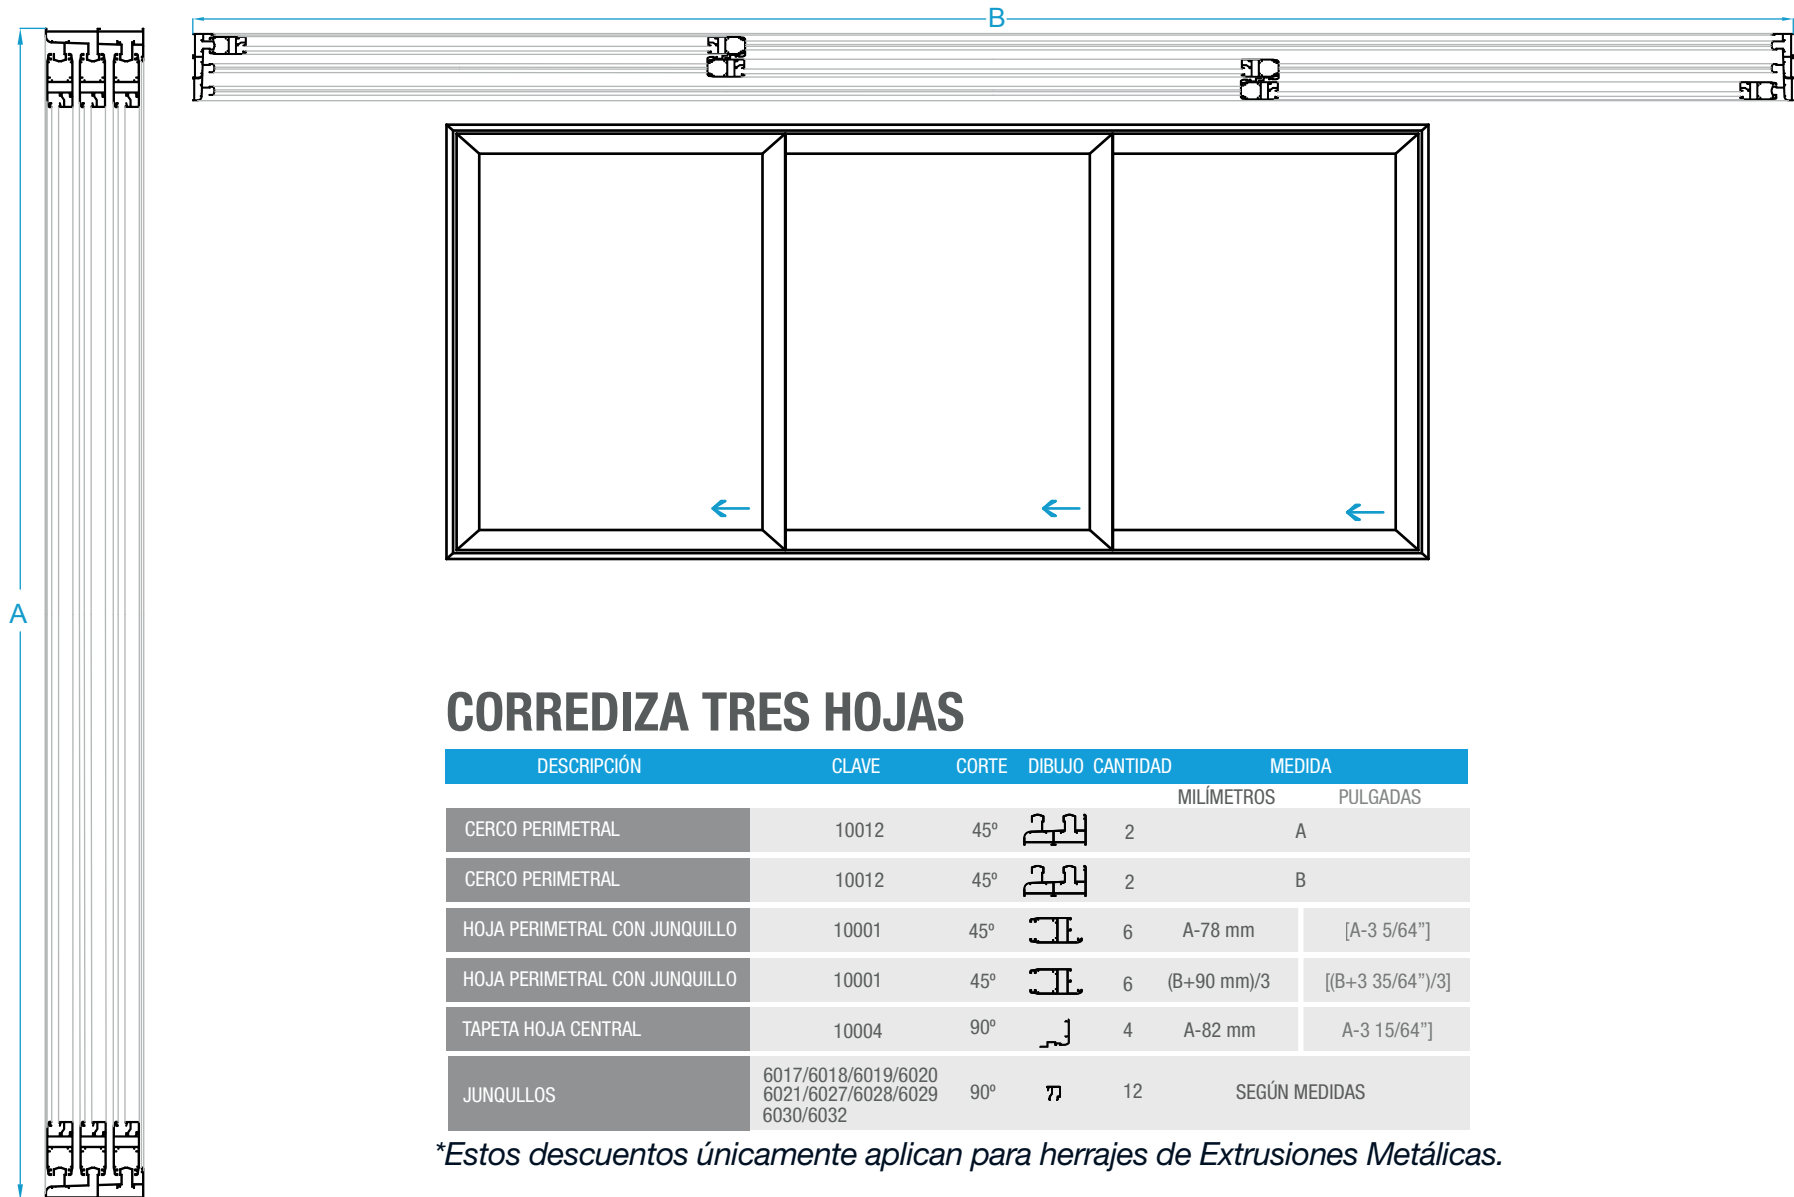 B
A
CORREDIZA TRES HOJAS
DESCRIPCIÓN CLAVE CORTE DIBUJO CANTIDAD MEDIDA
MILÍMETROS PULGADAS
CERCO PERIMETRAL 10012 45º 2 A
CERCO PERIMETRAL 10012 45º 2 B
HOJA PERIMETRAL CON JUNQUILLO 10001 45º 6 A-78 mm [A-3 5/64”]
HOJA PERIMETRAL CON JUNQUILLO 10001 45º 6 (B+90 mm)/3 [(B+3 35/64”)/3]
TAPETA HOJA CENTRAL 10004 90º 4 A-82 mm A-3 15/64”]
JUNQULLOS 6017/6018/6019/6020
6021/6027/6028/6029 90º 12 SEGÚN MEDIDAS
6030/6032
*Estos descuentos únicamente aplican para herrajes de Extrusiones Metálicas.